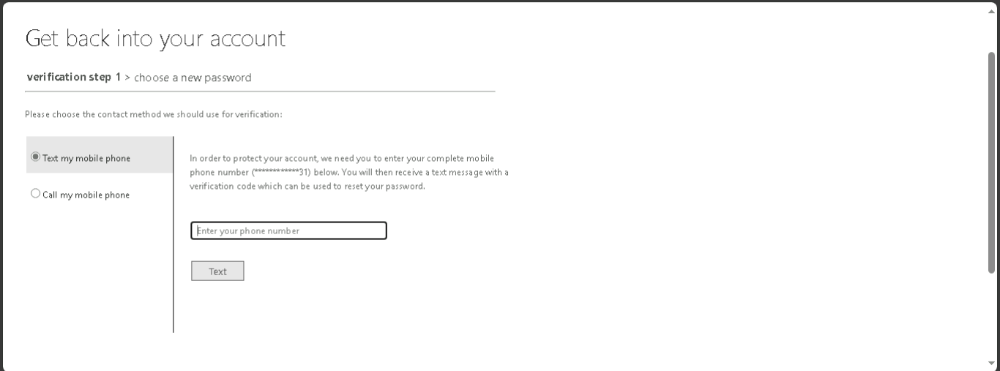 Get back into your account
verification step 1 > choose a new password
Please choose the contact method we should use for verification:
Text my mobile phone
Call my mobile phone
In order to protect your account, we need you to enter your complete mobile
phone number (************31) below. You will then receive a text message with a
verification code which can be used to reset your password.
Enter your phone number
Text